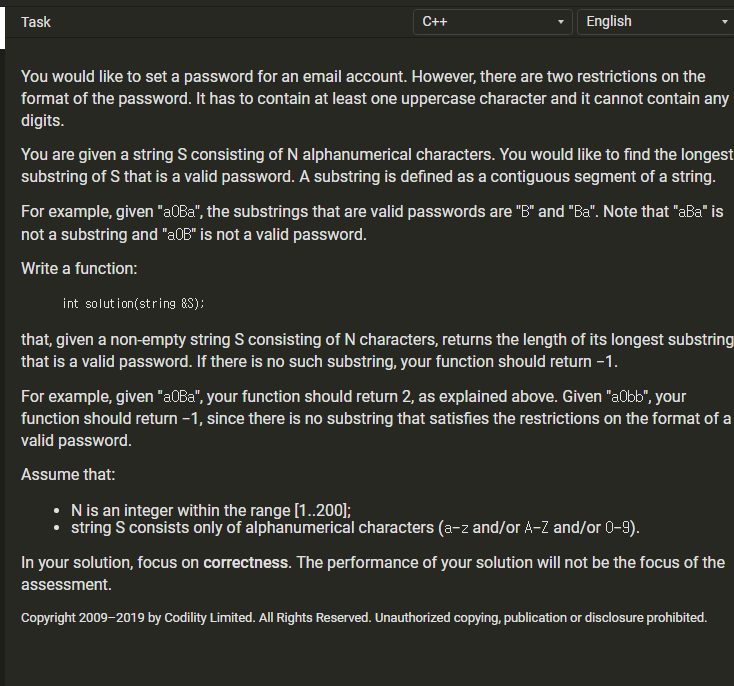 Task
C++
English
You would like to set a password for an email account. However, there are two restrictions on the
format of the password. It has to contain at least one uppercase character and it cannot contain any
digits.
You are given a string S consisting of N alphanumerical characters. You would like to find the longest
substring of S that is a valid password. A substring is defined as a contiguous segment of a string.
For example, given "a0Ba", the substrings that are valid passwords are "B" and "Ba". Note that "aBa" is
not a substring and "a0B" is not a valid password.
Write a function:
int solution(string &S);
that, given a non-empty string S consisting of N characters, returns the length of its longest substring
that is a valid password. If there is no such substring, your function should return −1.
For example, given "a0Ba", your function should return 2, as explained above. Given "a0bb", your
function should return −1, since there is no substring that satisfies the restrictions on the format of a
valid password.
Assume that:
• N is an integer within the range [1..200];
• string S consists only of alphanumerical characters (a-z and/or A-Z and/or 0-9).
In your solution, focus on correctness. The performance of your solution will not be the focus of the
assessment.
Copyright 2009–2019 by Codility Limited. All Rights Reserved. Unauthorized copying, publication or disclosure prohibited.